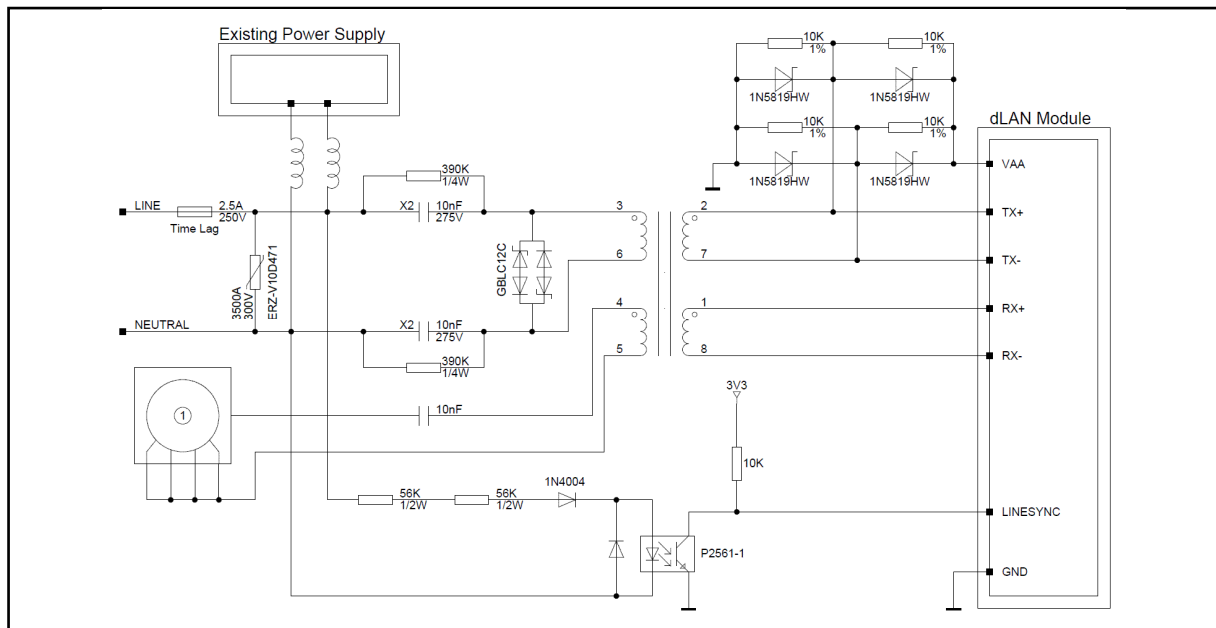 Existing Power Supply
10K
1%
10K
1%
1N5819HW
1N5819HW
10K
1%
10K
1%
1N5819HW
1N5819HW
dLAN Module
VAA
390K
1/4W
LINE
2.5A
250V
Time Lag
X2
10nF
275V
3
2
TX+
GBLC12C
6
7
TX-
3500A
300V
ERZ-V10D471
4
1
RX+
NEUTRAL
X2
10nF
275V
5
8
RX-
390K
1/4W
3V3
1
10nF
10K
56K
1/2W
56K
1/2W
1N4004
LINESYNC
P2561-1
GND